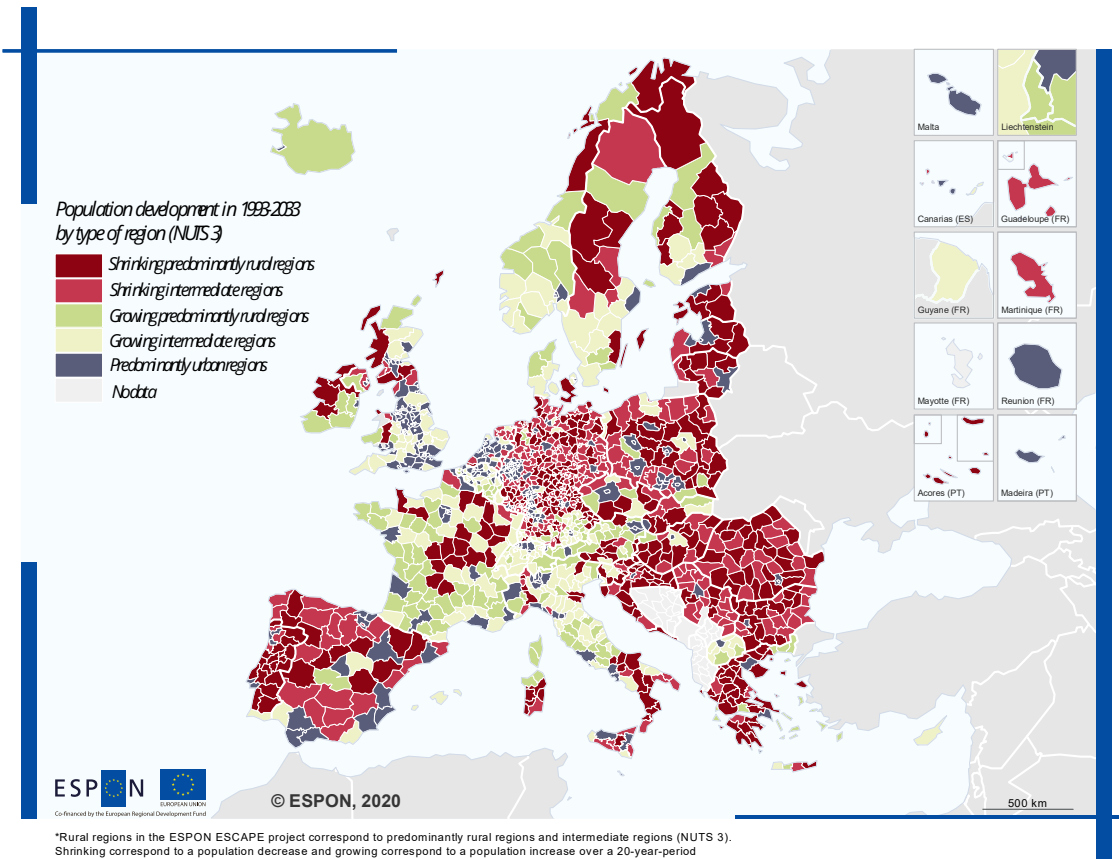 Population development in 1993-2033
by type of region (NUTS 3)
Shrinking predominantly rural regions
Shrinking intermediate regions
Growing predominantly rural regions
Growing intermediate regions
Predominantly urban regions
No data
Malta
Liechtenstein
Canarias (ES)
Guadeloupe (FR)
Guyane (FR)
Martinique (FR)
Mayotte (FR)
Reunion (FR)
Acores (PT)
Madeira (PT)
ESPON
EUROPEAN UNION
Co-financed by the European Regional Development Fund
© ESPON, 2020
500 km
*Rural regions in the ESPON ESCAPE project correspond to predominantly rural regions and intermediate regions (NUTS 3).
Shrinking correspond to a population decrease and growing correspond to a population increase over a 20-year-period